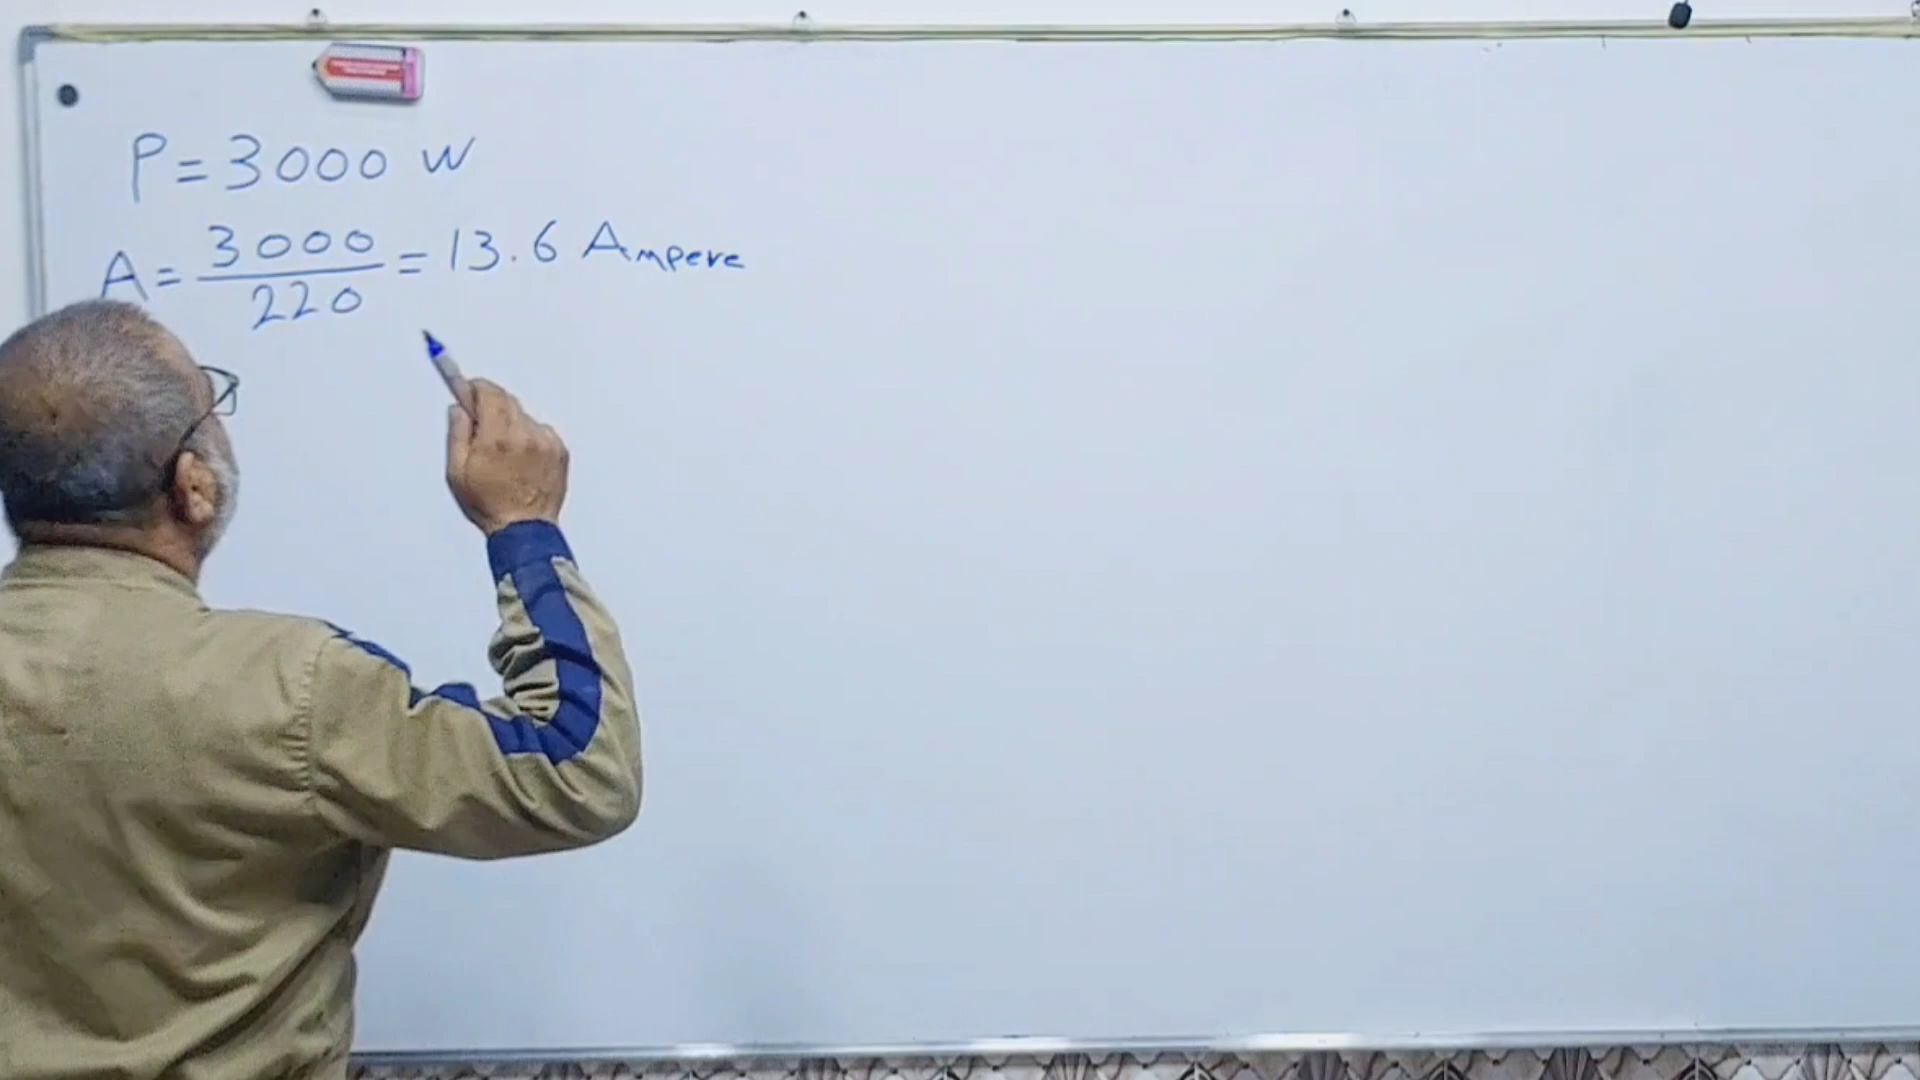 P = 3000 W
A = 3000/220 = 13.6 Ampere